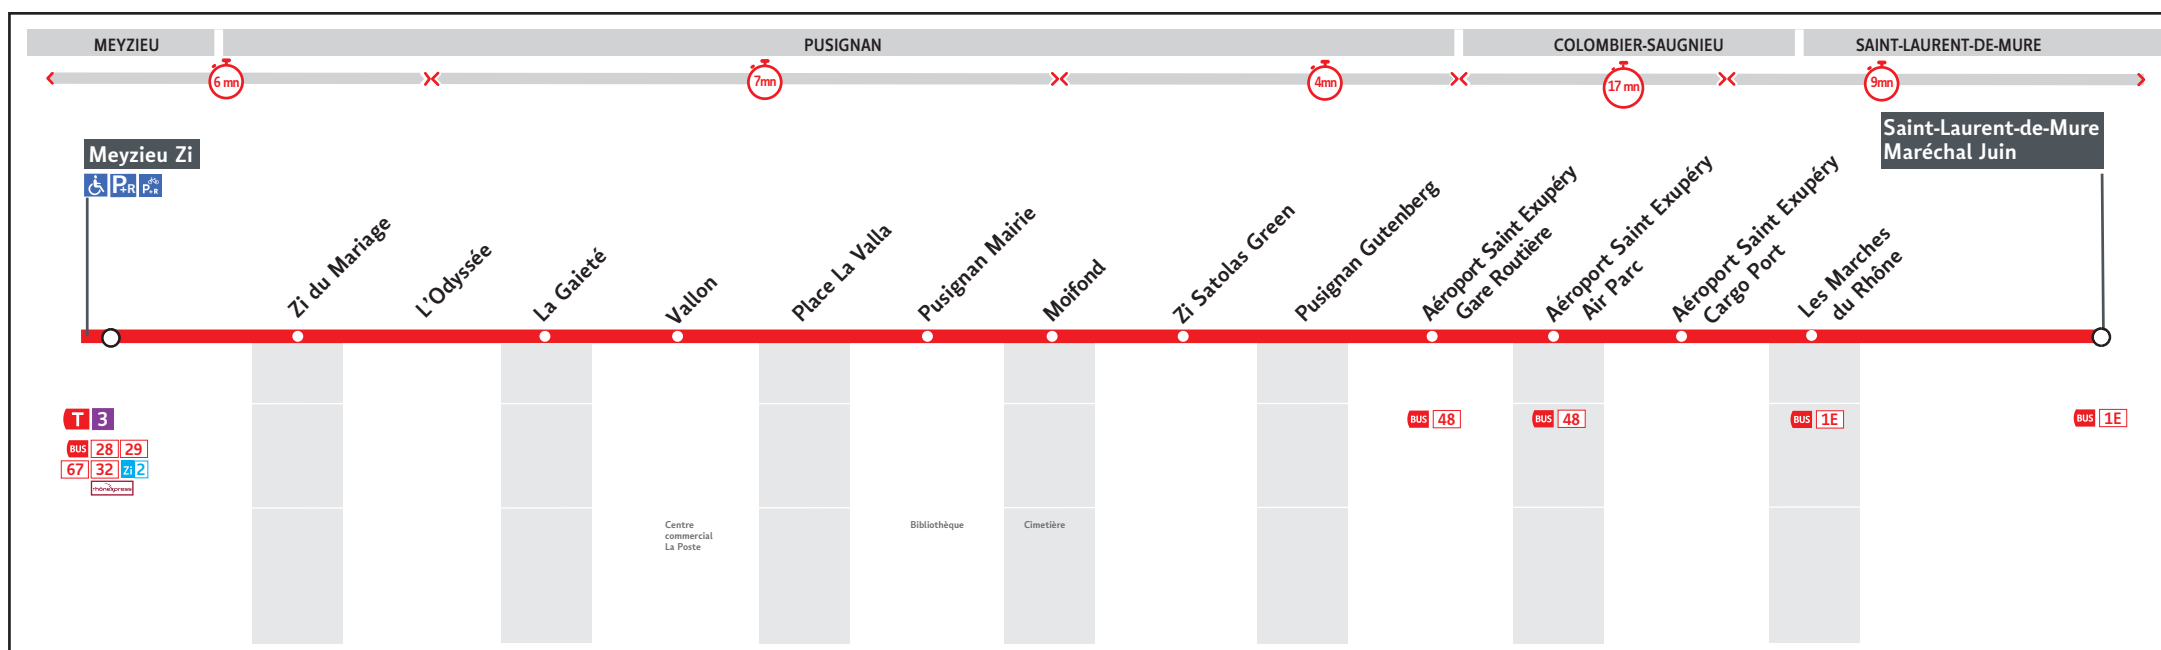 MEYZIEU
PUSIGNAN
COLOMBIER-SAUGNIEU
SAINT-LAURENT-DE-MURE
6 mn
7mn
4mn
17 mn
9mn
Meyzieu Zi
P+R
P+R
Zi du Mariage
L'Odyssée
La Gaieté
Vallon
Place La Valla
Pusignan Mairie
Moifond
Zi Satolas Green
Pusignan Gutenberg
Aéroport Saint Exupéry
Gare Routière
Aéroport Saint Exupéry
Air Parc
Aéroport Saint Exupéry
Cargo Port
Les Marches
du Rhône
Saint-Laurent-de-Mure
Maréchal Juin
T 3
BUS 28 29
67 32 Zi 2
rhônexpress
BUS 48
BUS 48
BUS 1E
BUS 1E
Centre
commercial
La Poste
Bibliothèque
Cimetière